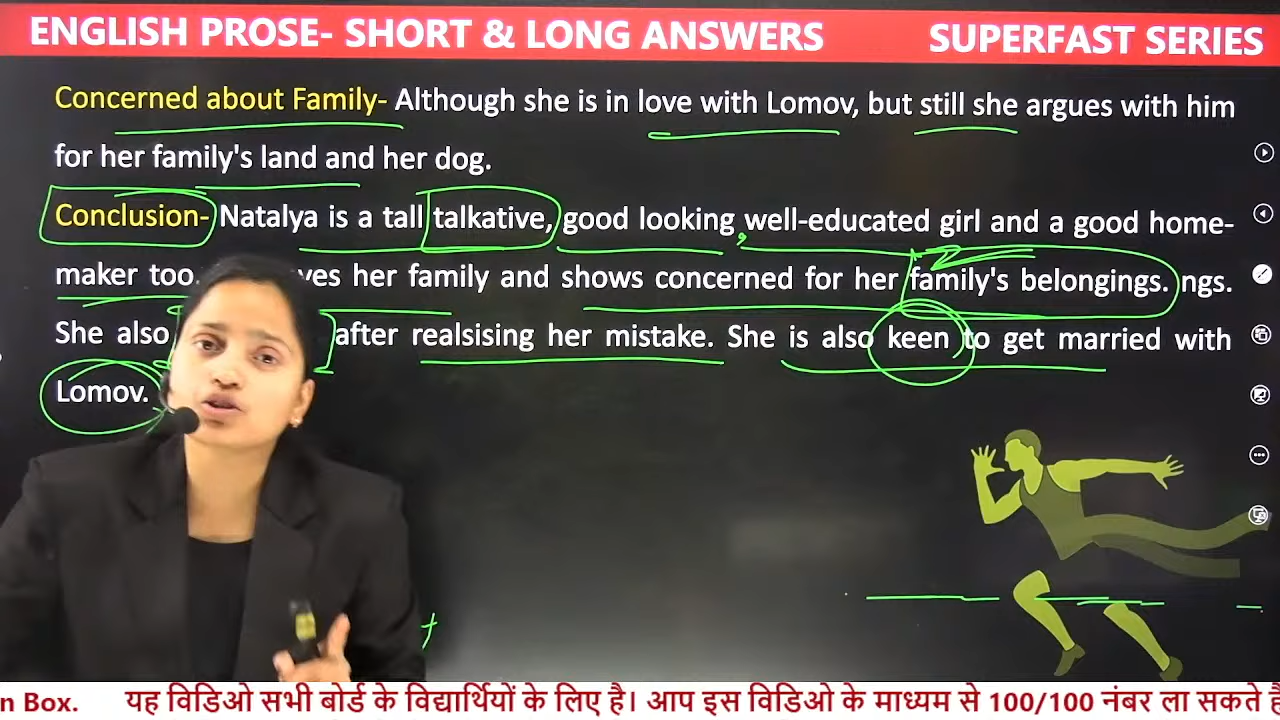 ENGLISH PROSE- SHORT & LONG ANSWERS
SUPERFAST SERIES
Concerned about Family- Although she is in love with Lomov, but still she argues with him
for her family's land and her dog.
Conclusion- Natalya is a tall talkative, good looking well-educated girl and a good home-
maker too. her family and shows concerned for her family's belongings. ngs.
She also after realsising her mistake. She is also keen to get married with
Lomov.
n Box. यह विडिओ सभी बोर्ड के विद्यार्थियों के लिए है। आप इस विडिओ के माध्यम से 100/100 नंबर ला सकते है